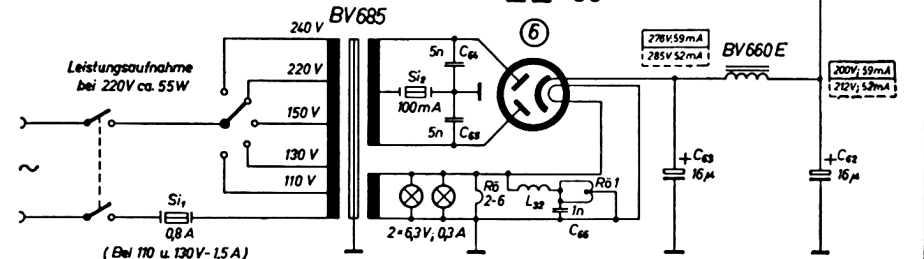 BV685
240 V
220 V
150 V
130 V
110 V
Leistungsaufnahme
bei 220V ca. 55W
~
Si₁
0,8 A
( Bei 110 u. 130V - 1,5 A )
5n
C₆₄
Si₂
100mA
5n
C₆₅
6
276V; 59mA
285V 52mA
BV660 E
200V; 59mA
212V; 52mA
+ C₆₃
16µ
+ C₆₂
16µ
2 × 6,3V; 0,3 A
Rö
2-6
L₃₂
Rö 1
1n
C₆₆